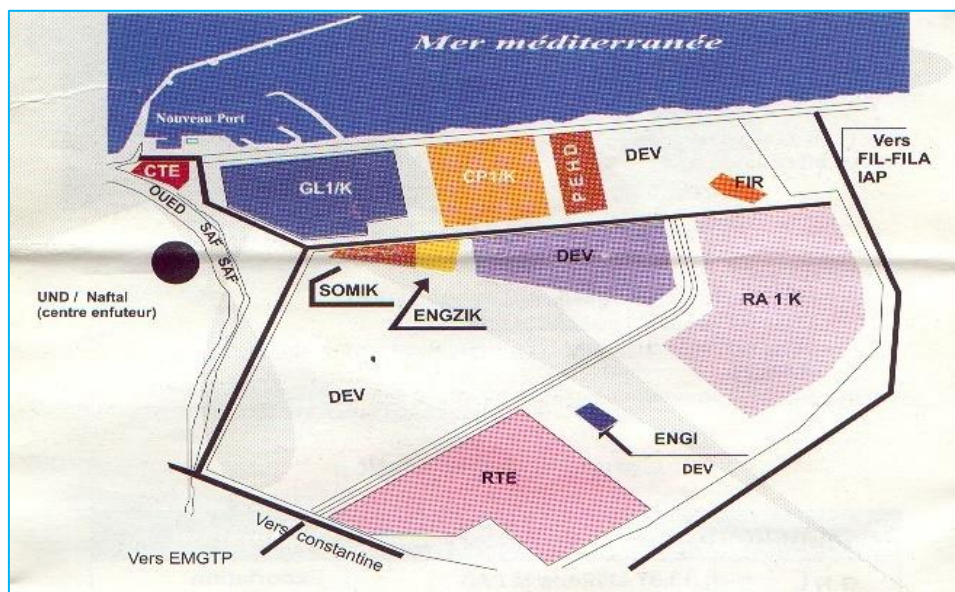 Mer méditerranée
Nouveau Port
CTE
GL1/K
CP1/K
PEHD
DEV
FIR
Vers
FIL-FILA
IAP
OUED SAF SAF
DEV
RA 1 K
SOMIK
ENGZIK
UND / Naftal
(centre enfuteur)
DEV
ENGI
DEV
RTE
Vers constantine
Vers EMGTP